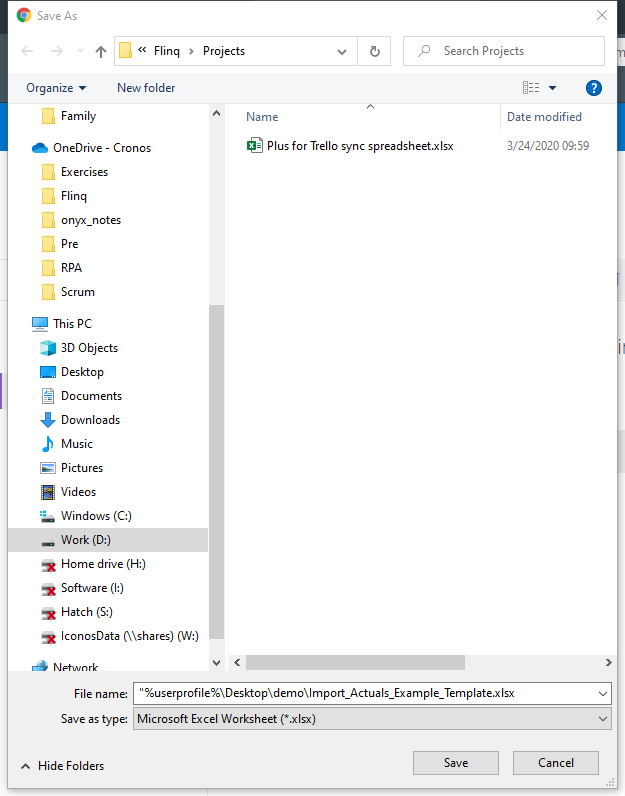 Save As
« Flinq › Projects
Search Projects
Organize
New folder
?
Name
Date modified
Family
OneDrive - Cronos
Exercises
Flinq
onyx_notes
Pre
RPA
Scrum
This PC
3D Objects
Desktop
Documents
Downloads
Music
Pictures
Videos
Windows (C:)
Work (D:)
Home drive (H:)
Software (I:)
Hatch (S:)
IconosData (\\shares) (W:)
Network
Plus for Trello sync spreadsheet.xlsx
3/24/2020 09:59
File name:
"%userprofile%\Desktop\demo\Import_Actuals_Example_Template.xlsx
Save as type:
Microsoft Excel Worksheet (*.xlsx)
Hide Folders
Save
Cancel